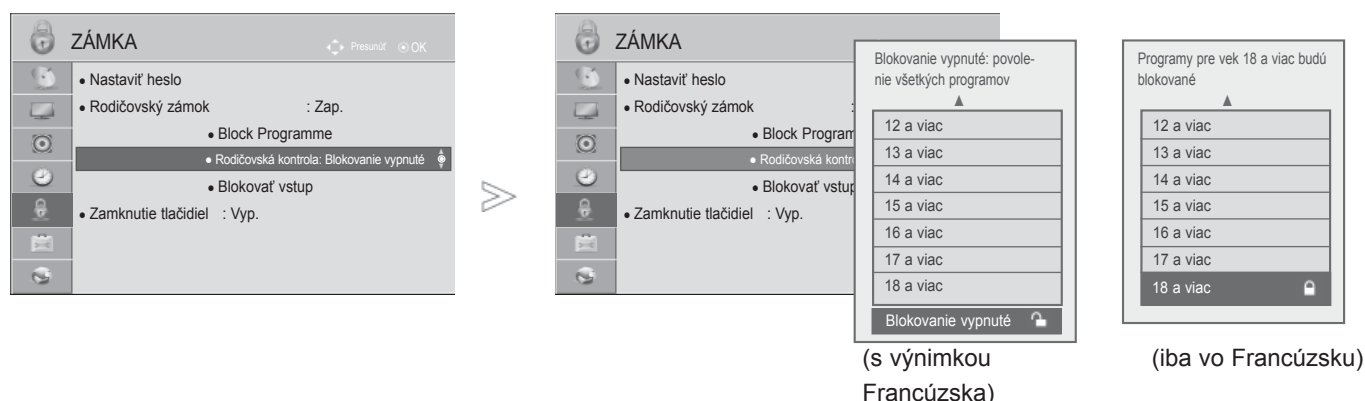 ZÁMKA
Presunúť OK
• Nastaviť heslo
• Rodičovský zámok : Zap.
• Block Programme
• Rodičovská kontrola: Blokovanie vypnuté
• Blokovať vstup
• Zamknutie tlačidiel : Vyp.
ZÁMKA
• Nastaviť heslo
• Rodičovský zámok :
• Block Program
• Rodičovská kontro
• Blokovať vstup
• Zamknutie tlačidiel : Vyp.
Blokovanie vypnuté: povole-
nie všetkých programov
12 a viac
13 a viac
14 a viac
15 a viac
16 a viac
17 a viac
18 a viac
Blokovanie vypnuté
(s výnimkou
Francúzska)
Programy pre vek 18 a viac budú
blokované
12 a viac
13 a viac
14 a viac
15 a viac
16 a viac
17 a viac
18 a viac
(iba vo Francúzsku)